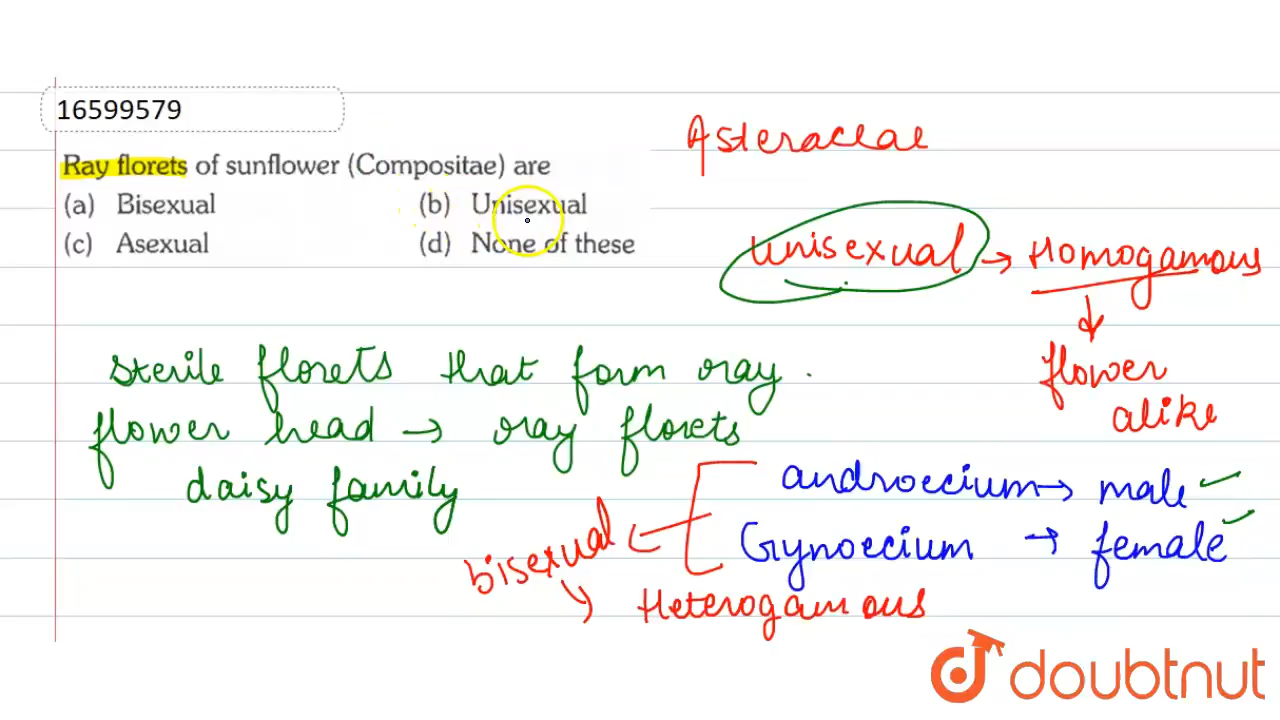 16599579
Ray florets of sunflower (Compositae) are
(a) Bisexual (b) Unisexual
(c) Asexual (d) None of these
Asteraceae
Unisexual → Homogamous
↓
flower
alike
sterile florets that form ray
flower head → ray florets
daisy family
androecium → male ✓
Gynoecium → female ✓
bisexual
Heterogamous
doubtnut